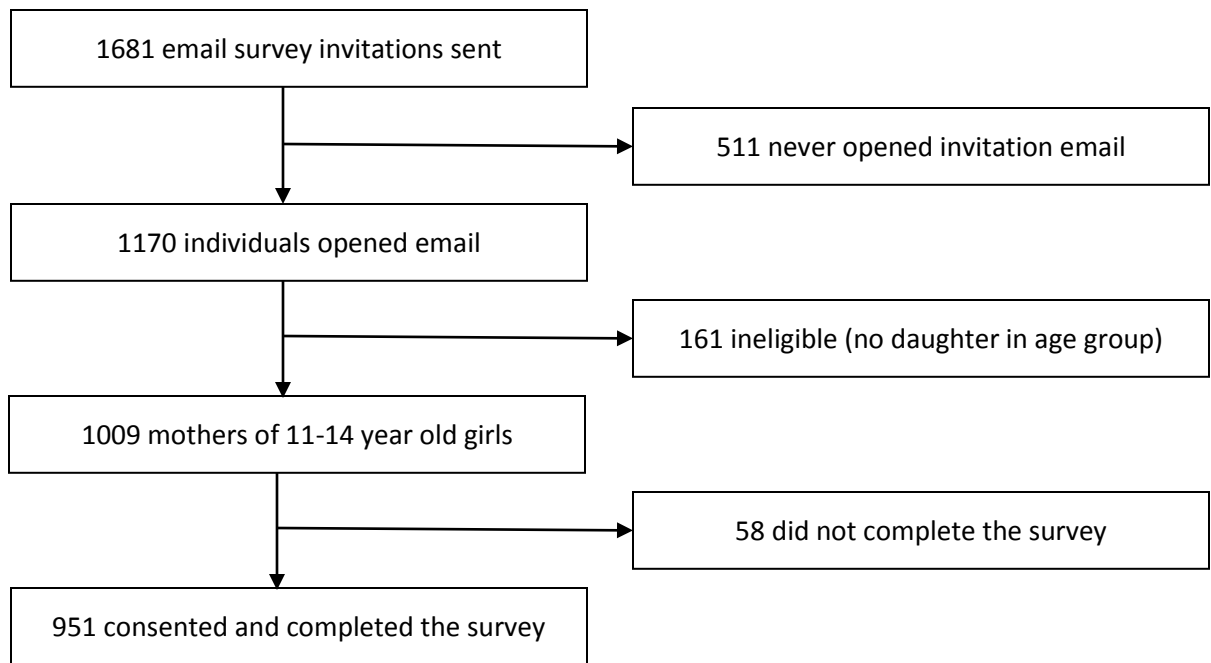 1681 email survey invitations sent
511 never opened invitation email
1170 individuals opened email
161 ineligible (no daughter in age group)
1009 mothers of 11-14 year old girls
58 did not complete the survey
951 consented and completed the survey